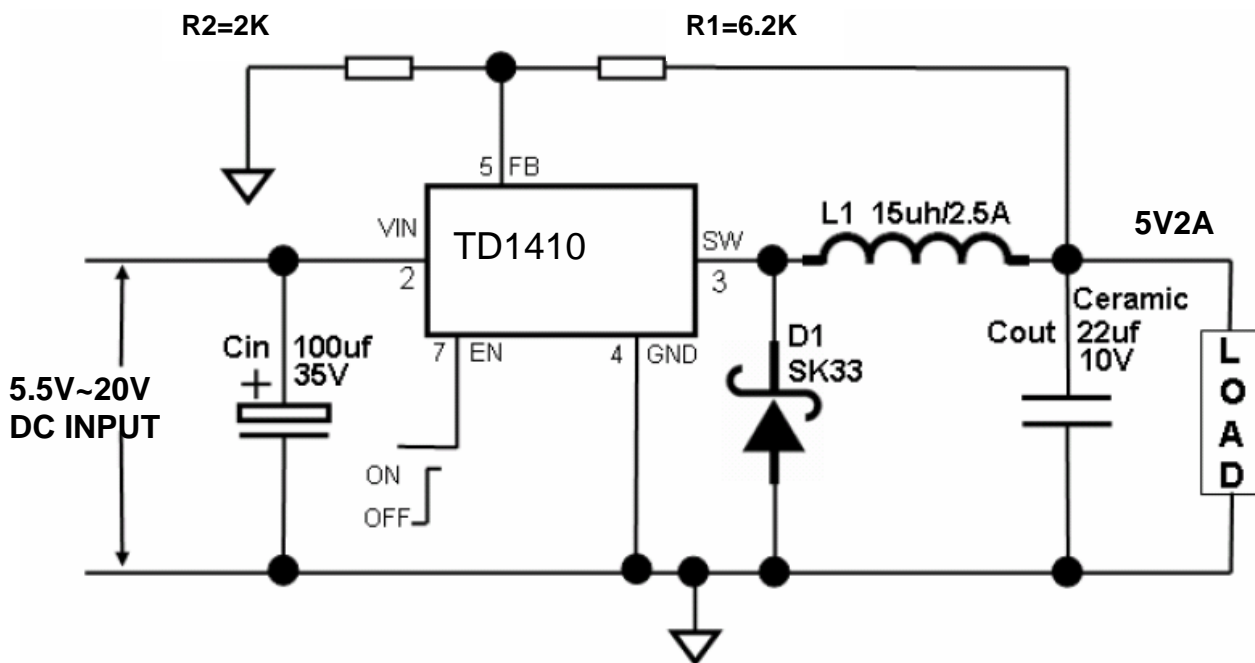 R2=2K
R1=6.2K
5 FB
VIN
TD1410
SW
L1 15uh/2.5A
5V2A
2
3
Cin 100uf
35V
+
7 EN
4 GND
D1
SK33
Ceramic
Cout 22uf
10V
LOAD
5.5V~20V
DC INPUT
ON
OFF